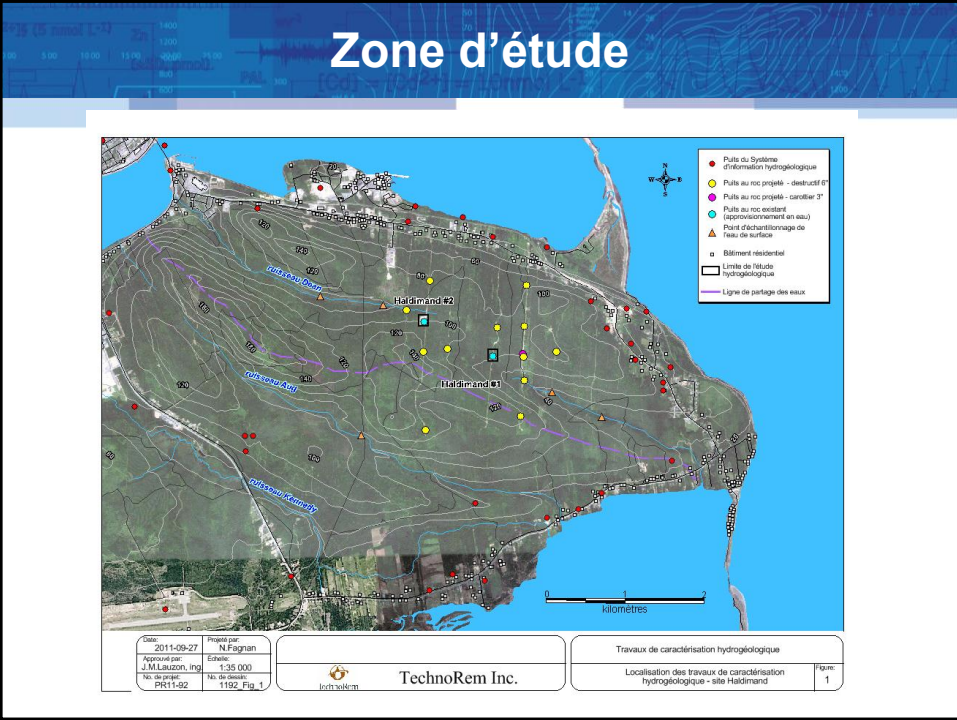 Zone d'étude
Puits du Système
d'information hydrogéologique
Puits au roc projeté - destructif 6"
Puits au roc projeté - carottier 3"
Puits au roc existant
(approvisionnement en eau)
Point d'échantillonnage de
l'eau de surface
Bâtiment résidentiel
Limite de l'étude
hydrogéologique
Ligne de partage des eaux
N
W E
S
ruisseau Dean
Haldimand #2
Haldimand #1
ruisseau Aug
ruisseau Kennedy
0 1 2
kilomètres
Date:
2011-09-27
Projeté par:
N.Fagnan
Approuvé par:
J.M.Lauzon, ing.
Échelle:
1:35 000
No. de projet:
PR11-92
No. de dessin:
1192_Fig_1
TechnoRem
TechnoRem Inc.
Travaux de caractérisation hydrogéologique
Localisation des travaux de caractérisation
hydrogéologique - site Haldimand
Figure:
1